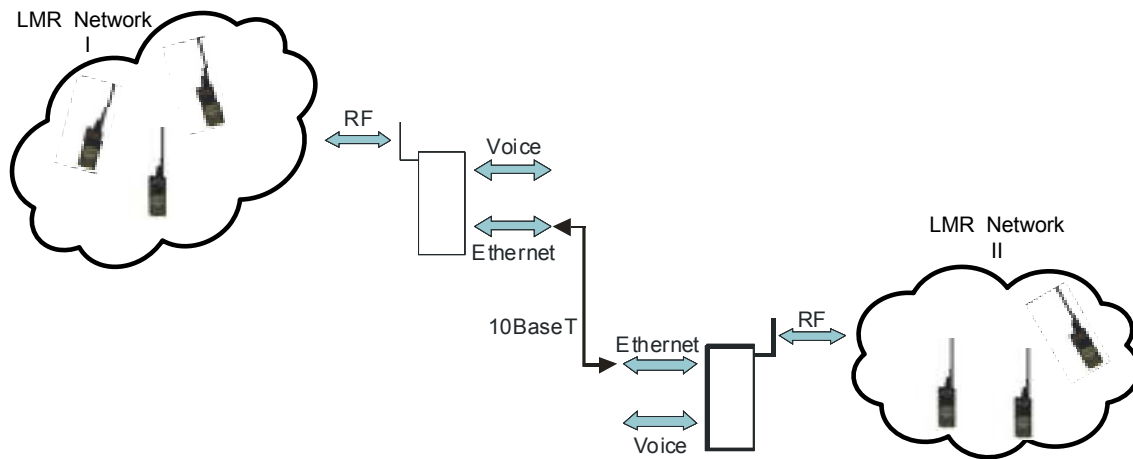 LMR Network
I
RF
Voice
Ethernet
10BaseT
LMR Network
II
Ethernet
RF
Voice